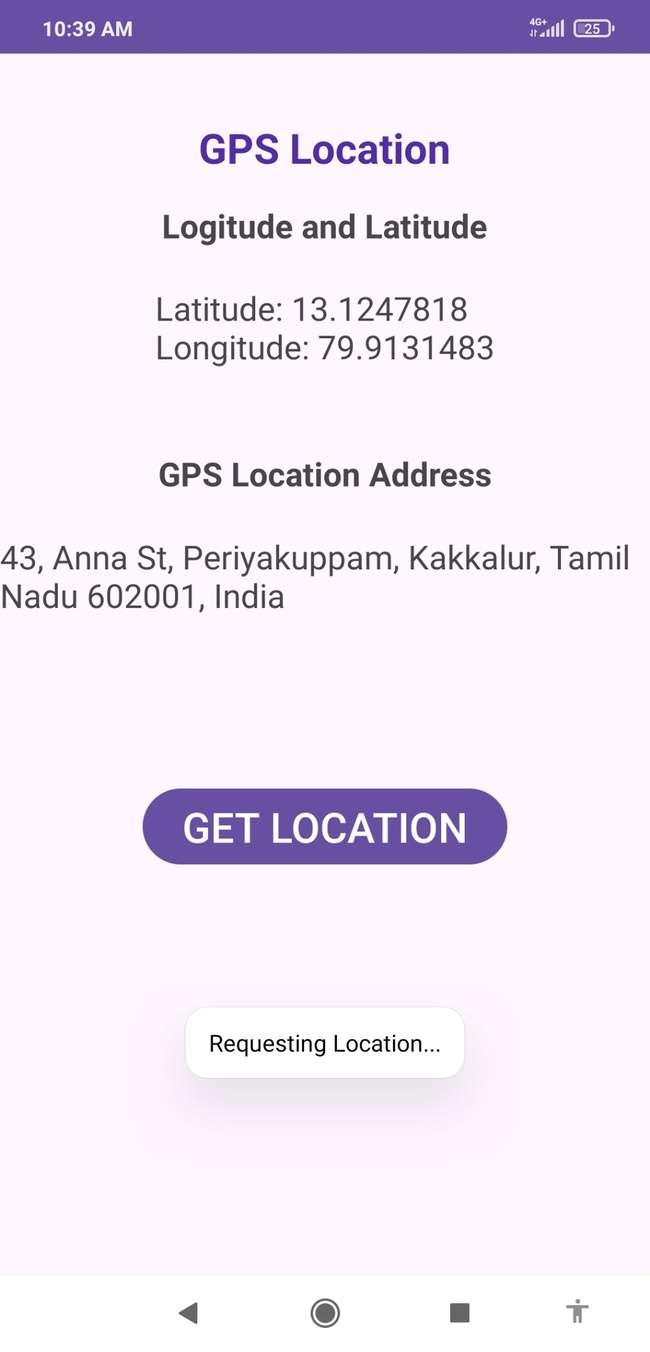 10:39 AM 4G+ 25
GPS Location
Logitude and Latitude
Latitude: 13.1247818
Longitude: 79.9131483
GPS Location Address
43, Anna St, Periyakuppam, Kakkalur, Tamil
Nadu 602001, India
GET LOCATION
Requesting Location...